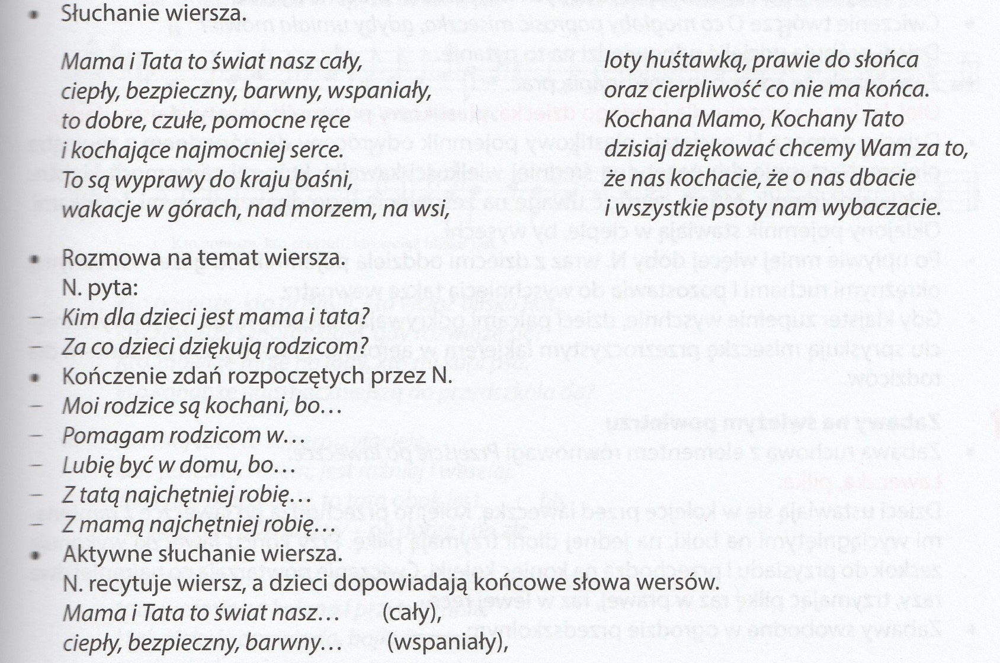 • Słuchanie wiersza.
Mama i Tata to świat nasz cały,
ciepły, bezpieczny, barwny, wspaniały,
to dobre, czułe, pomocne ręce
i kochające najmocniej serce.
To są wyprawy do kraju baśni,
wakacje w górach, nad morzem, na wsi,
loty huśtawką, prawie do słońca
oraz cierpliwość co nie ma końca.
Kochana Mamo, Kochany Tato
dzisiaj dziękować chcemy Wam za to,
że nas kochacie, że o nas dbacie
i wszystkie psoty nam wybaczacie.
• Rozmowa na temat wiersza.
N. pyta:
– Kim dla dzieci jest mama i tata?
– Za co dzieci dziękują rodzicom?
• Kończenie zdań rozpoczętych przez N.
– Moi rodzice są kochani, bo…
– Pomagam rodzicom w…
– Lubię być w domu, bo…
– Z tatą najchętniej robię…
– Z mamą najchętniej robię…
• Aktywne słuchanie wiersza.
N. recytuje wiersz, a dzieci dopowiadają końcowe słowa wersów.
Mama i Tata to świat nasz… (cały),
ciepły, bezpieczny, barwny… (wspaniały),